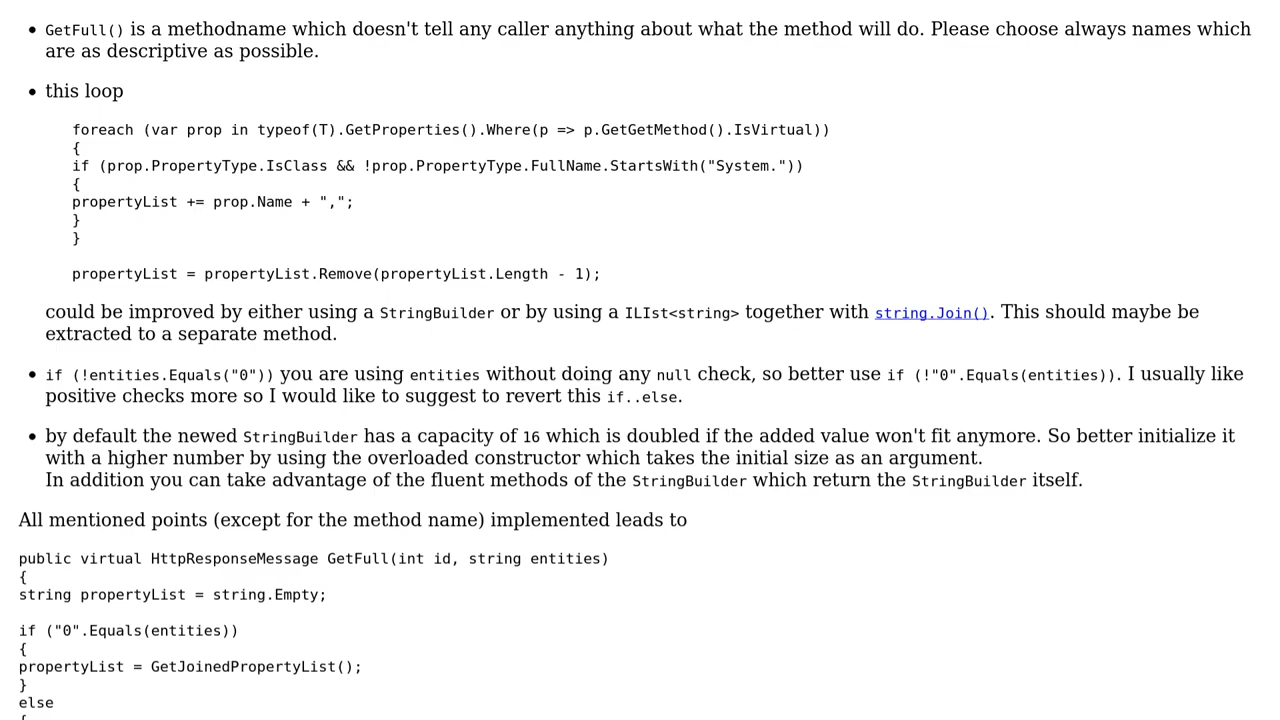 GetFull() is a methodname which doesn't tell any caller anything about what the method will do. Please choose always names which
are as descriptive as possible.
this loop
foreach (var prop in typeof(T).GetProperties().Where(p => p.GetGetMethod().IsVirtual))
{
if (prop.PropertyType.IsClass && !prop.PropertyType.FullName.StartsWith("System."))
{
propertyList += prop.Name + ",";
}
}
propertyList = propertyList.Remove(propertyList.Length - 1);
could be improved by either using a StringBuilder or by using a ILIst<string> together with string.Join(). This should maybe be
extracted to a separate method.
if (!entities.Equals("0")) you are using entities without doing any null check, so better use if (!"0".Equals(entities)). I usually like
positive checks more so I would like to suggest to revert this if..else.
by default the newed StringBuilder has a capacity of 16 which is doubled if the added value won't fit anymore. So better initialize it
with a higher number by using the overloaded constructor which takes the initial size as an argument.
In addition you can take advantage of the fluent methods of the StringBuilder which return the StringBuilder itself.
All mentioned points (except for the method name) implemented leads to
public virtual HttpResponseMessage GetFull(int id, string entities)
{
string propertyList = string.Empty;
if ("0".Equals(entities))
{
propertyList = GetJoinedPropertyList();
}
else
{